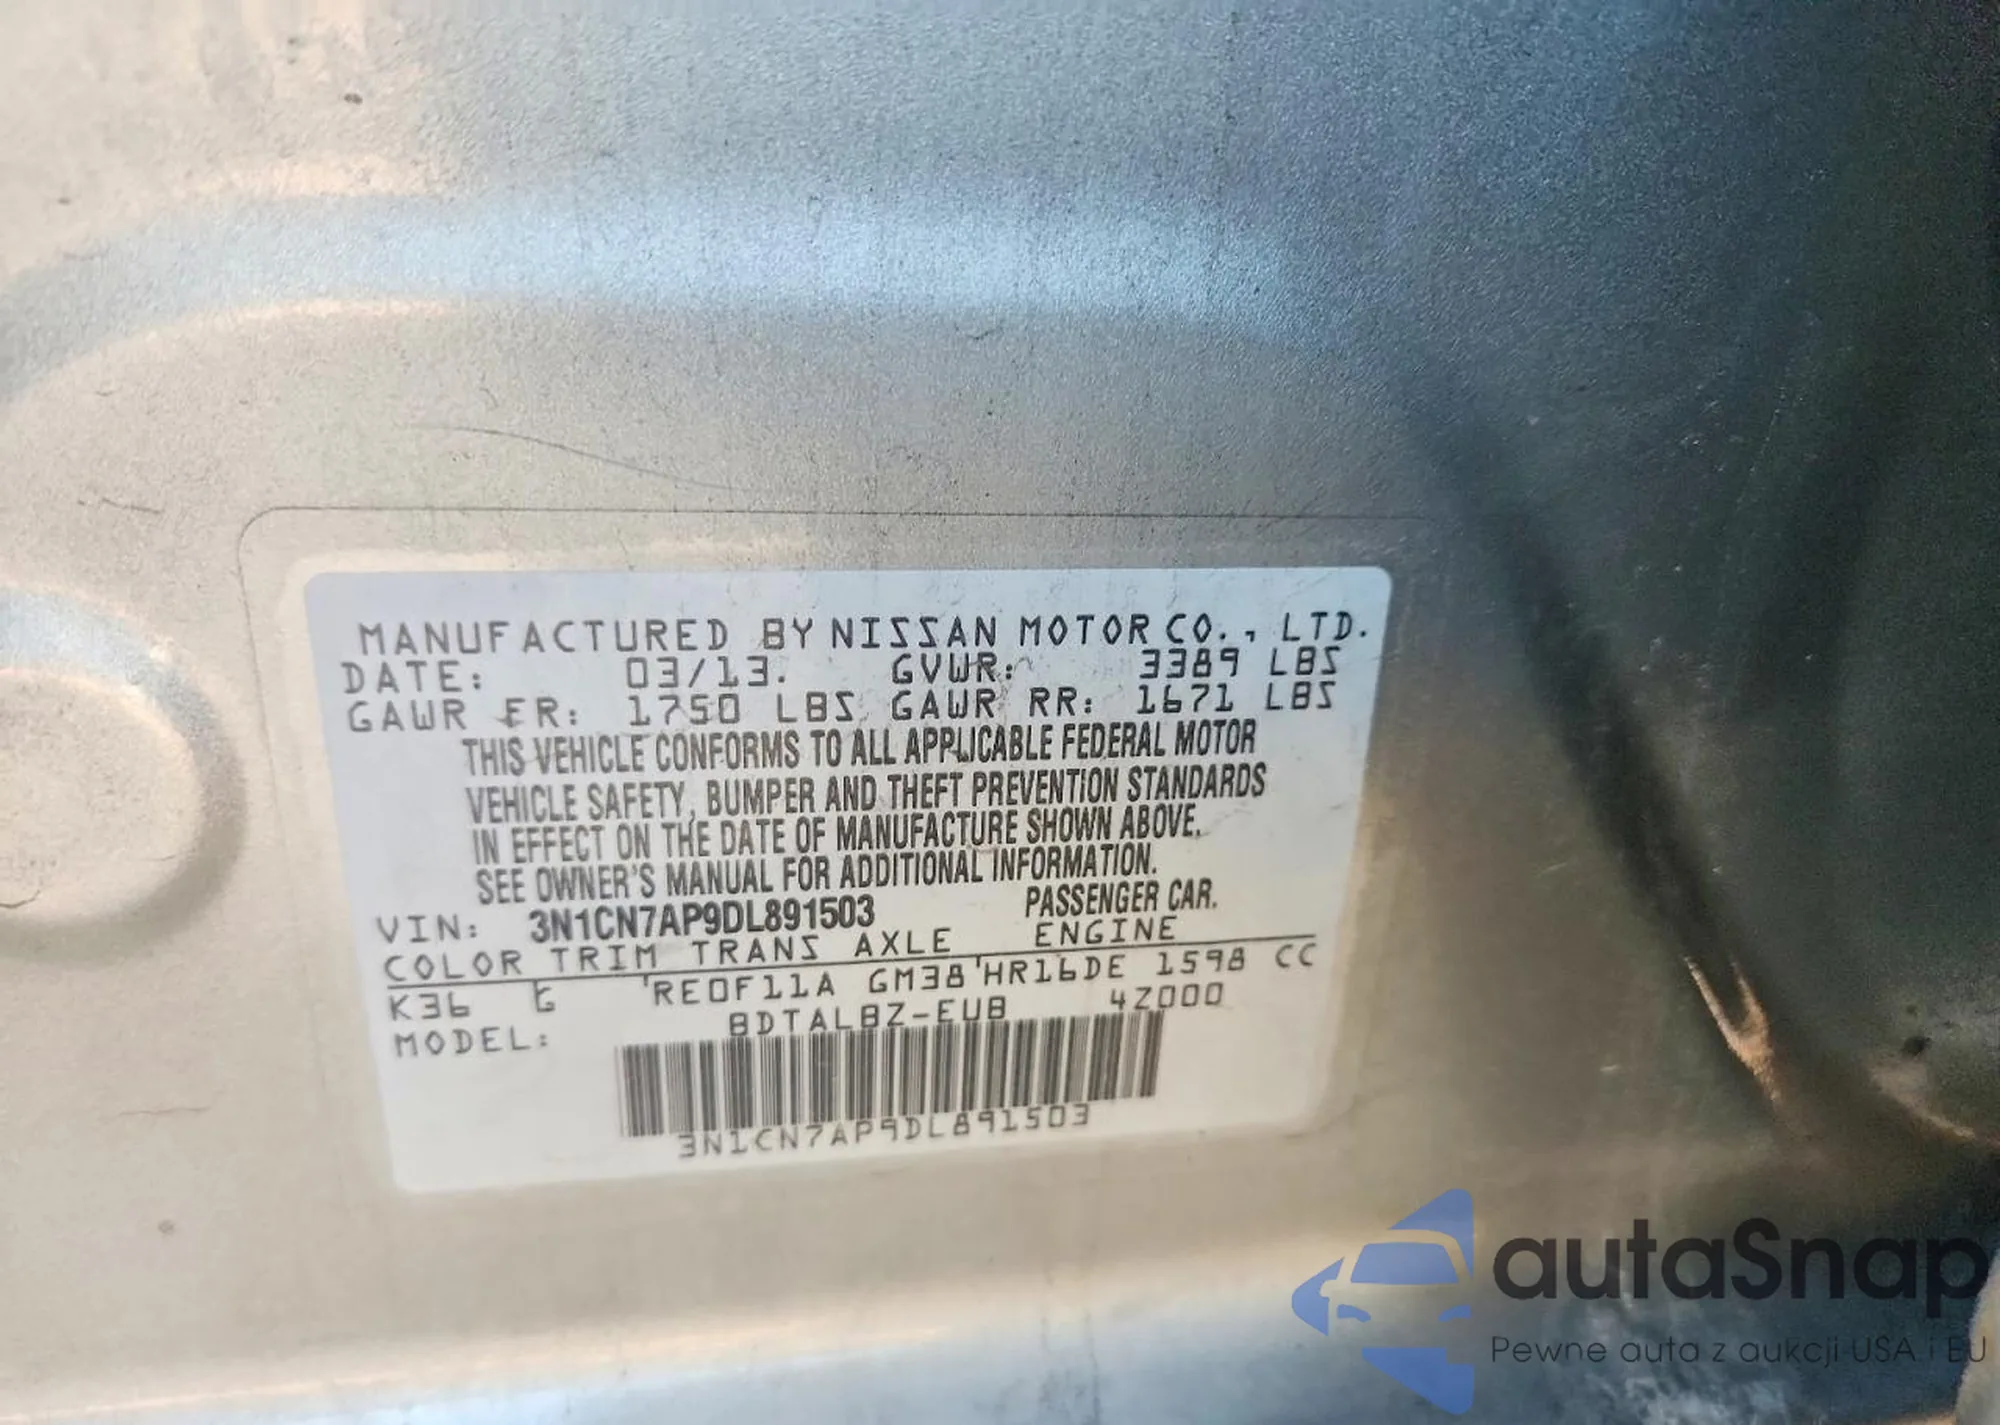 MANUFACTURED BY NISSAN MOTOR CO., LTD.
DATE: 03/13. GVWR: 3389 LBS
GAWR FR: 1750 LBS GAWR RR: 1671 LBS
THIS VEHICLE CONFORMS TO ALL APPLICABLE FEDERAL MOTOR
VEHICLE SAFETY, BUMPER AND THEFT PREVENTION STANDARDS
IN EFFECT ON THE DATE OF MANUFACTURE SHOWN ABOVE.
SEE OWNER'S MANUAL FOR ADDITIONAL INFORMATION.
VIN: 3N1CN7AP9DL891503 PASSENGER CAR.
COLOR TRIM TRANS AXLE ENGINE
K36 G RE0F11A GM38 HR16DE 1598 CC
MODEL: BDTALBZ-EUB 4Z000
3N1CN7AP9DL891503
autaSnap
Pewne auta z aukcji USA i EU